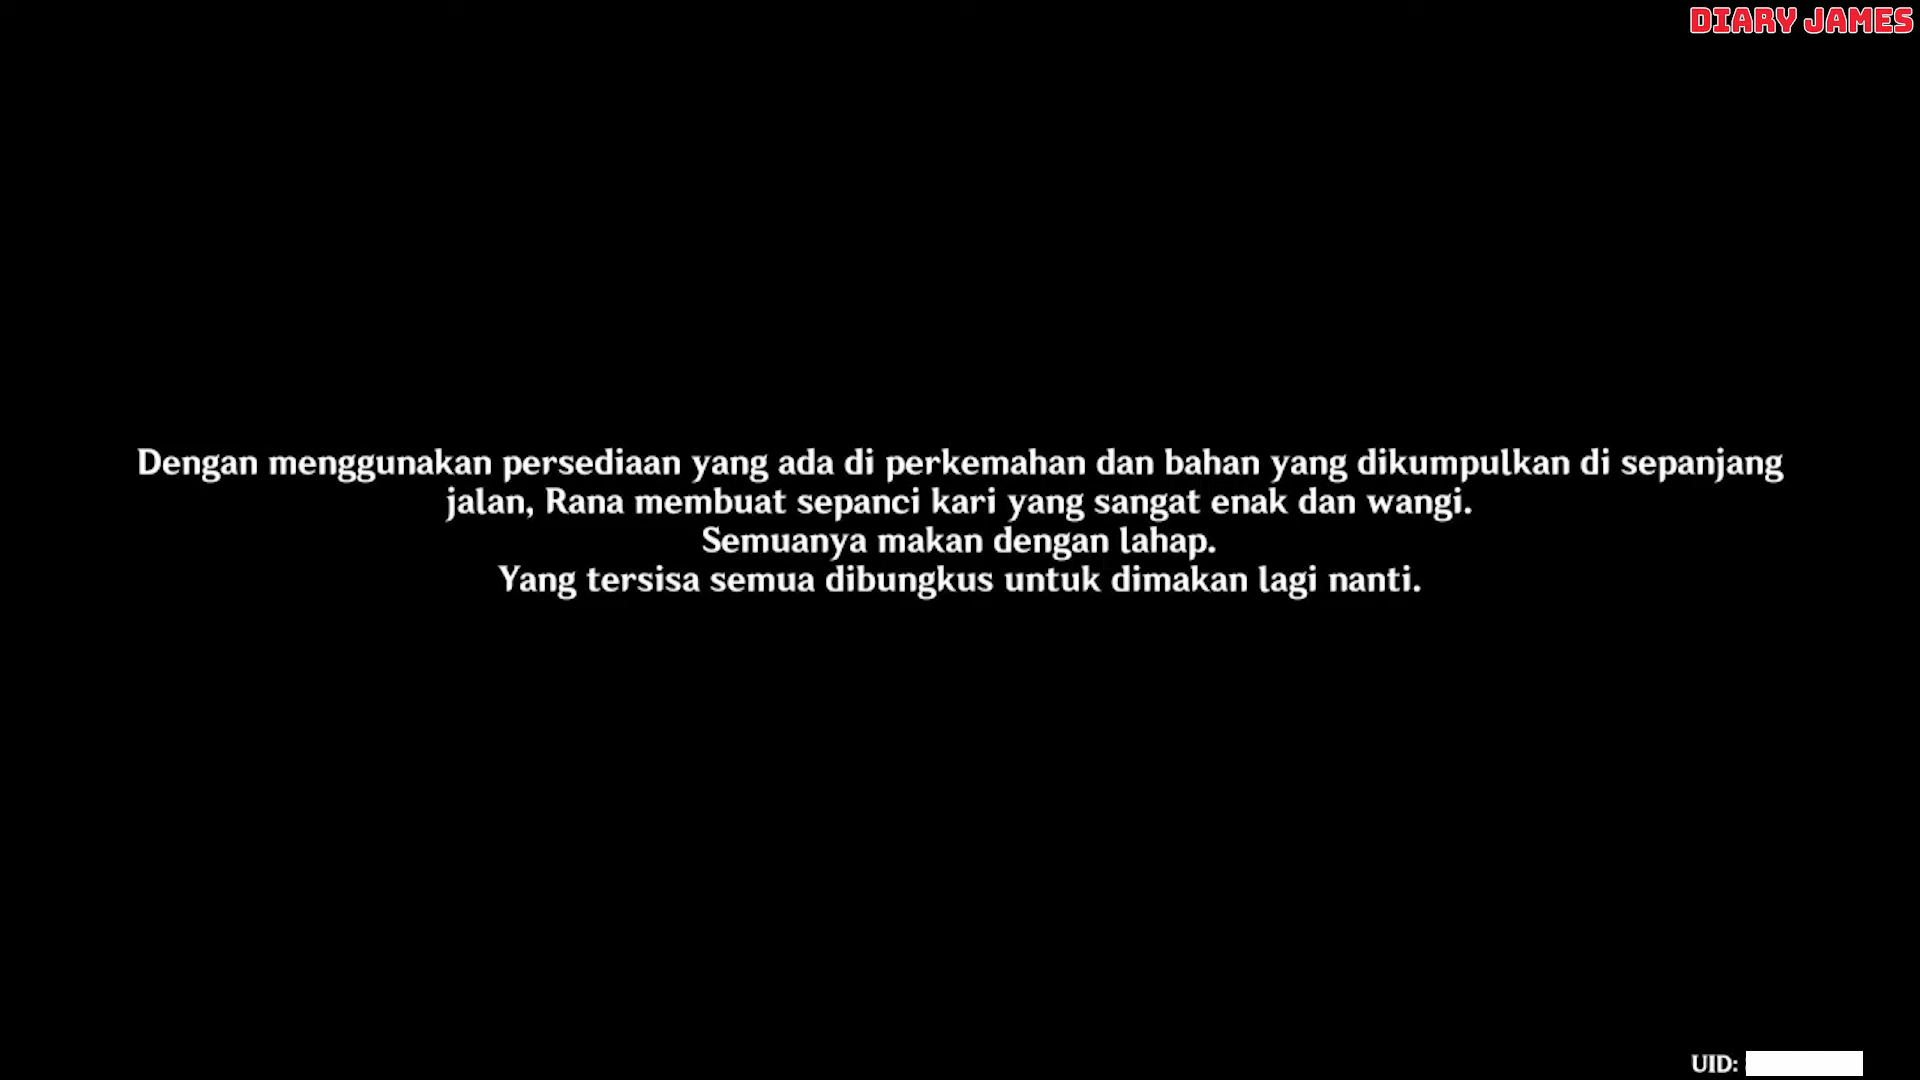 DIARY JAMES
Dengan menggunakan persediaan yang ada di perkemahan dan bahan yang dikumpulkan di sepanjang
jalan, Rana membuat sepanci kari yang sangat enak dan wangi.
Semuanya makan dengan lahap.
Yang tersisa semua dibungkus untuk dimakan lagi nanti.
UID: